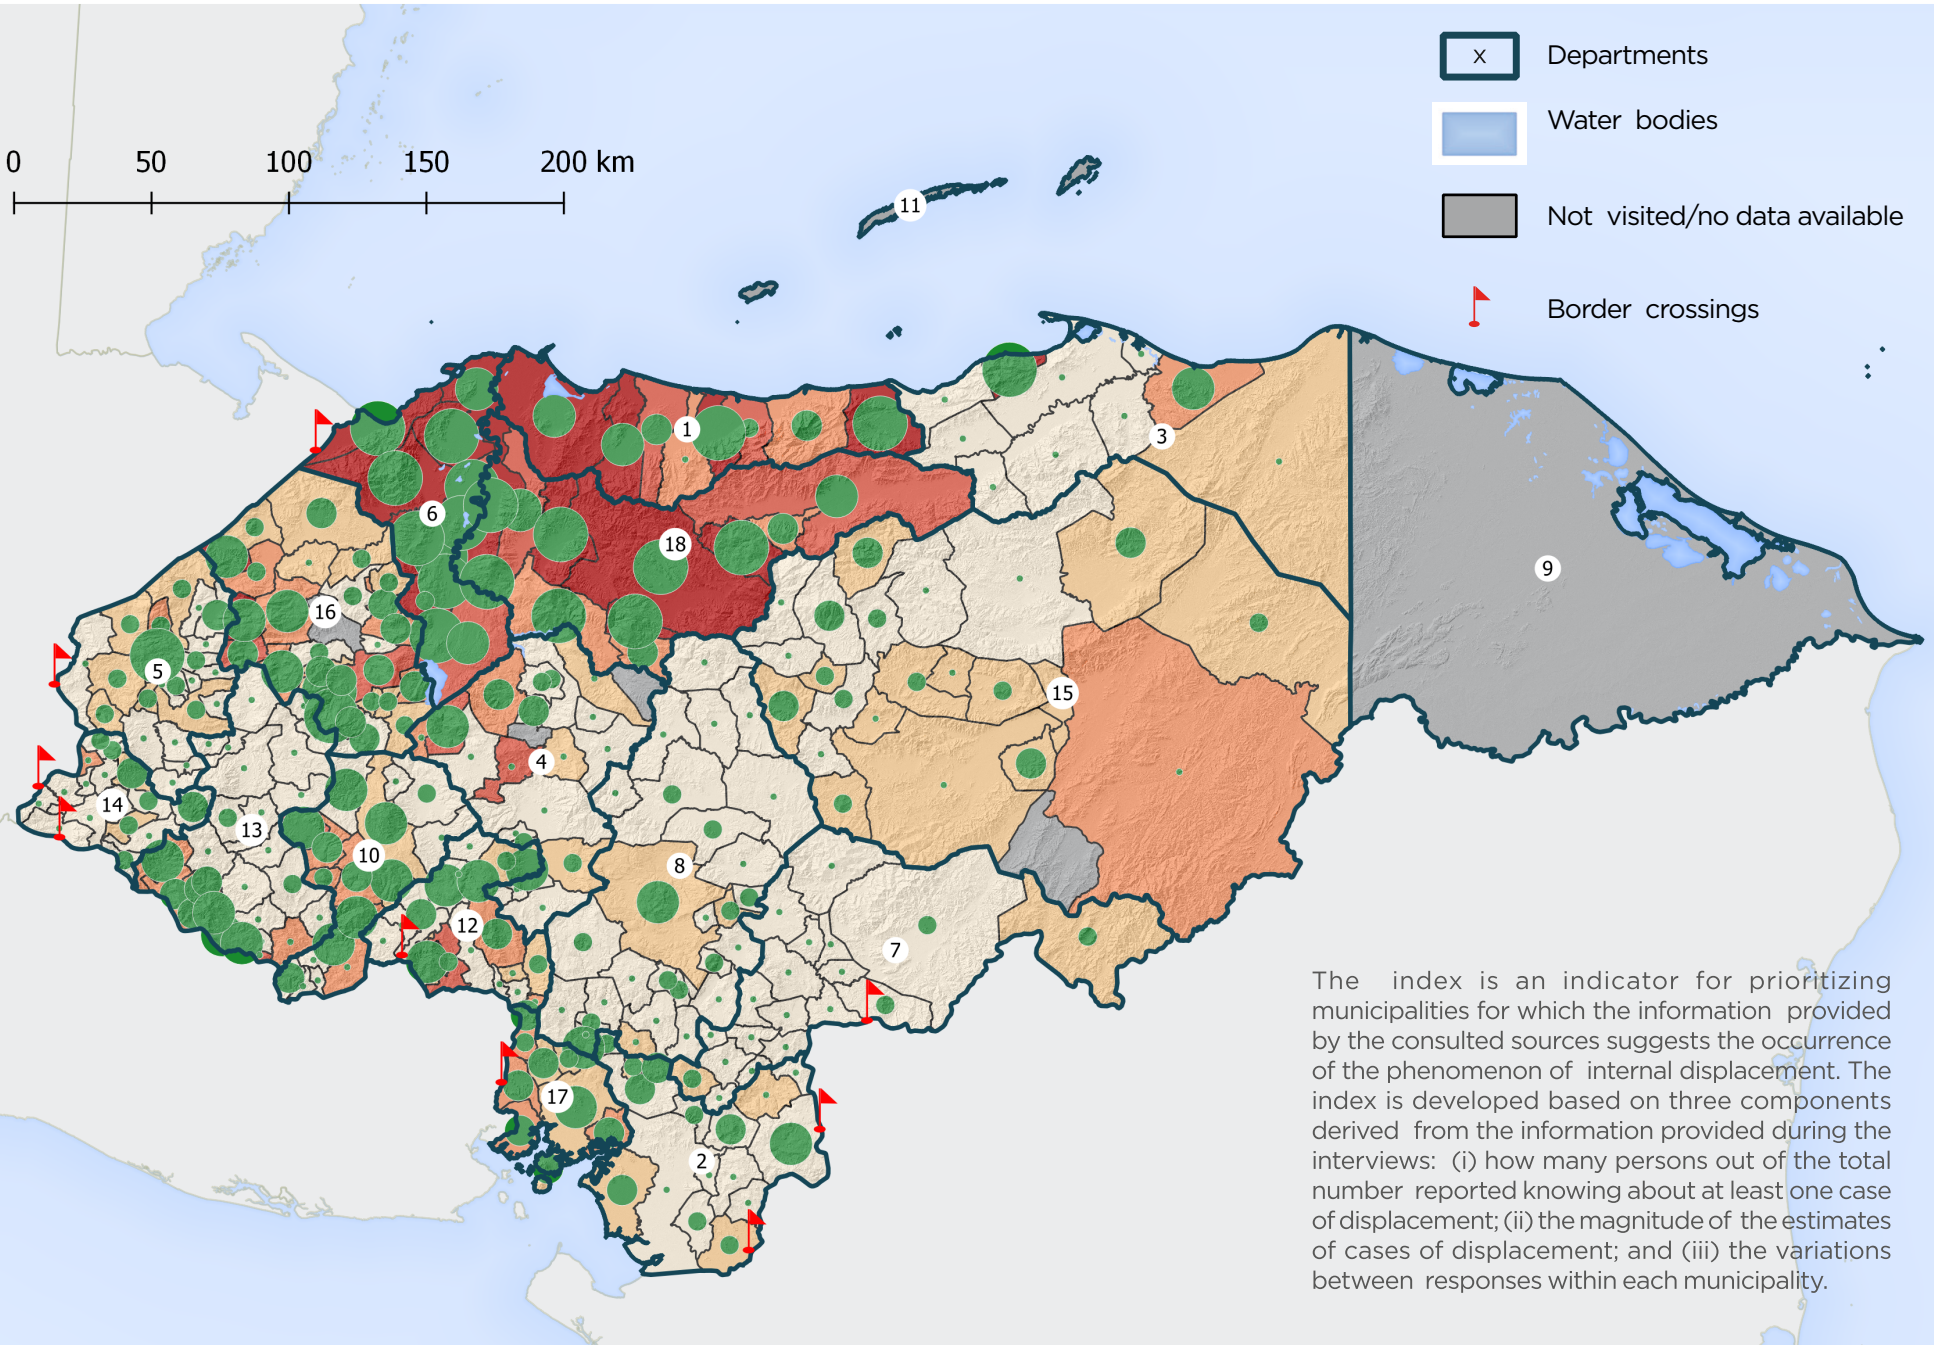 X Departments
Water bodies
0 50 100 150 200 km
11
Not visited/no data available
Border crossings
1
3
6
18
9
16
5
15
4
14
13
10
8
12
7
The index is an indicator for prioritizing
municipalities for which the information provided
by the consulted sources suggests the occurrence
of the phenomenon of internal displacement. The
index is developed based on three components
derived from the information provided during the
interviews: (i) how many persons out of the total
number reported knowing about at least one case
of displacement; (ii) the magnitude of the estimates
of cases of displacement; and (iii) the variations
between responses within each municipality.
17
2